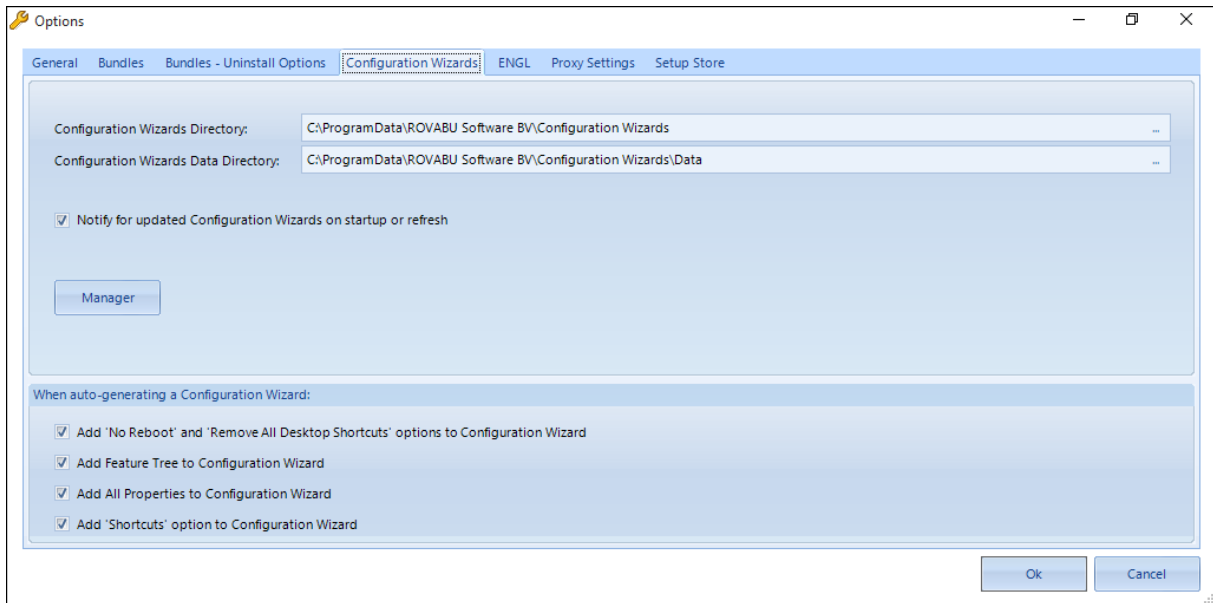 Options
General Bundles Bundles - Uninstall Options Configuration Wizards ENGL Proxy Settings Setup Store
Configuration Wizards Directory: C:\ProgramData\ROVABU Software BV\Configuration Wizards ...
Configuration Wizards Data Directory: C:\ProgramData\ROVABU Software BV\Configuration Wizards\Data ...
Notify for updated Configuration Wizards on startup or refresh
Manager
When auto-generating a Configuration Wizard:
Add 'No Reboot' and 'Remove All Desktop Shortcuts' options to Configuration Wizard
Add Feature Tree to Configuration Wizard
Add All Properties to Configuration Wizard
Add 'Shortcuts' option to Configuration Wizard
Ok Cancel